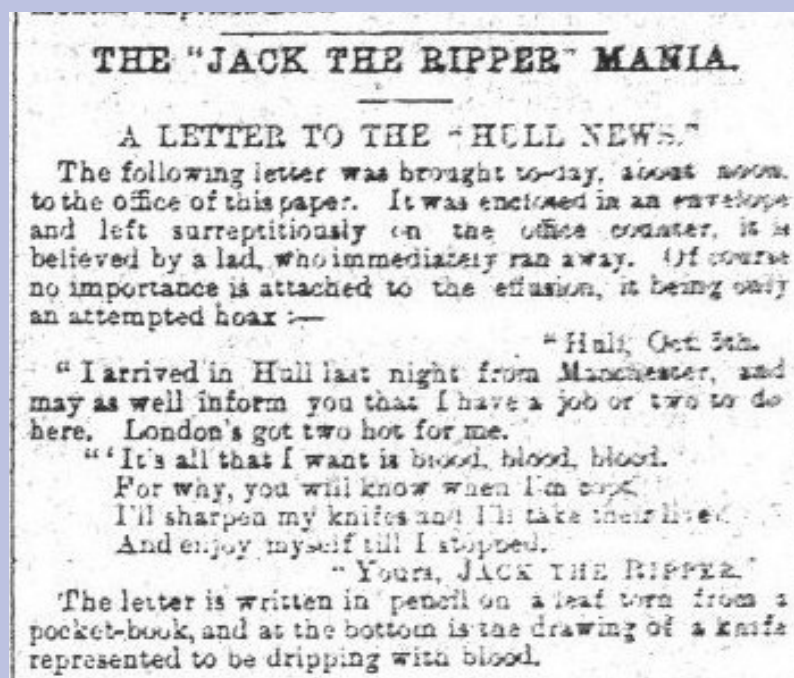 THE "JACK THE RIPPER" MANIA.
A LETTER TO THE "HULL NEWS."
The following letter was brought to-day, about noon,
to the office of this paper. It was enclosed in an envelope
and left surreptitiously on the office counter, it is
believed by a lad, who immediately ran away. Of course
no importance is attached to the effusion, it being only
an attempted hoax :—
"Hull, Oct. 5th.
"I arrived in Hull last night from Manchester, and
may as well inform you that I have a job or two to do
here. London's got two hot for me.
"'It's all that I want is blood, blood, blood.
For why, you will know when I'm
I'll sharpen my knifes and I'll take their
And enjoy myself till I stopped.
"Yours, JACK THE RIPPER."
The letter is written in pencil on a leaf torn from a
pocket-book, and at the bottom is the drawing of a knife
represented to be dripping with blood.